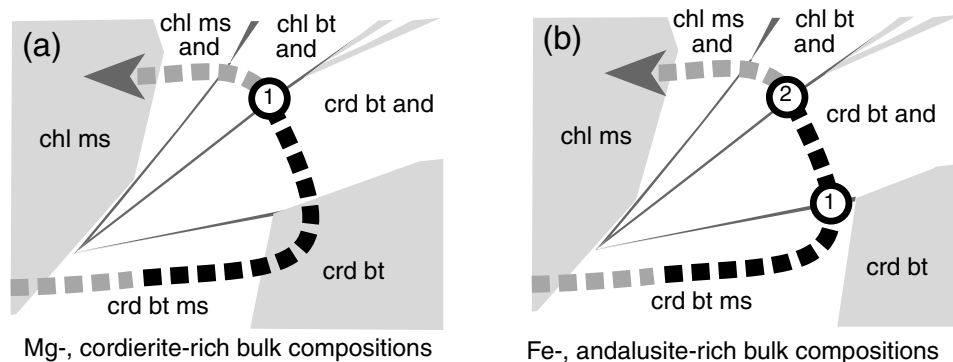 (a)
chl ms
and
chl bt
and
1
crd bt and
chl ms
crd bt
crd bt ms
Mg-, cordierite-rich bulk compositions
(b)
chl ms
and
chl bt
and
2
crd bt and
chl ms
1
crd bt
crd bt ms
Fe-, andalusite-rich bulk compositions